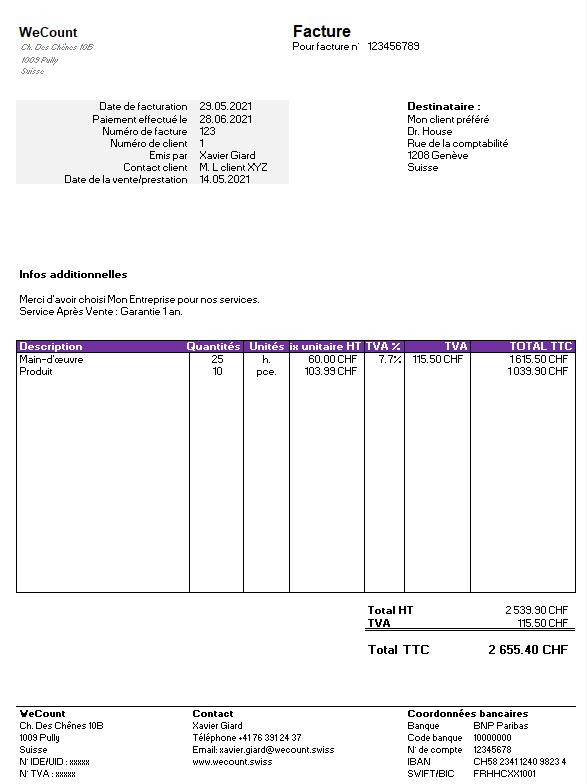 WeCount
Ch. Des Chênes 10B
1009 Pully
Suisse
Facture
Pour facture n° 123456789
Date de facturation 29.05.2021
Paiement effectué le 28.06.2021
Numéro de facture 123
Numéro de client 1
Emis par Xavier Giard
Contact client M. L client XYZ
Date de la vente/prestation 14.05.2021
Destinataire :
Mon client préféré
Dr. House
Rue de la comptabilité
1208 Genève
Suisse
Infos additionnelles
Merci d'avoir choisi Mon Entreprise pour nos services.
Service Après Vente : Garantie 1 an.
Description Quantités Unités ix unitaire HT TVA % TVA TOTAL TTC
Main-d'œuvre 25 h. 60.00 CHF 7.7% 115.50 CHF 1 615.50 CHF
Produit 10 pce. 103.99 CHF 1 039.90 CHF
Total HT 2 539.90 CHF
TVA 115.50 CHF
Total TTC 2 655.40 CHF
WeCount
Ch. Des Chênes 10B
1009 Pully
Suisse
N° IDE/UID : xxxxx
N° TVA : xxxxx
Contact
Xavier Giard
Téléphone +41 76 391 24 37
Email: xavier.giard@wecount.swiss
www.wecount.swiss
Coordonnées bancaires
Banque BNP Paribas
Code banque 10000000
N° de compte 12345678
IBAN CH58 2341 1240 9823 4
SWIFT/BIC FRHHCXX1001